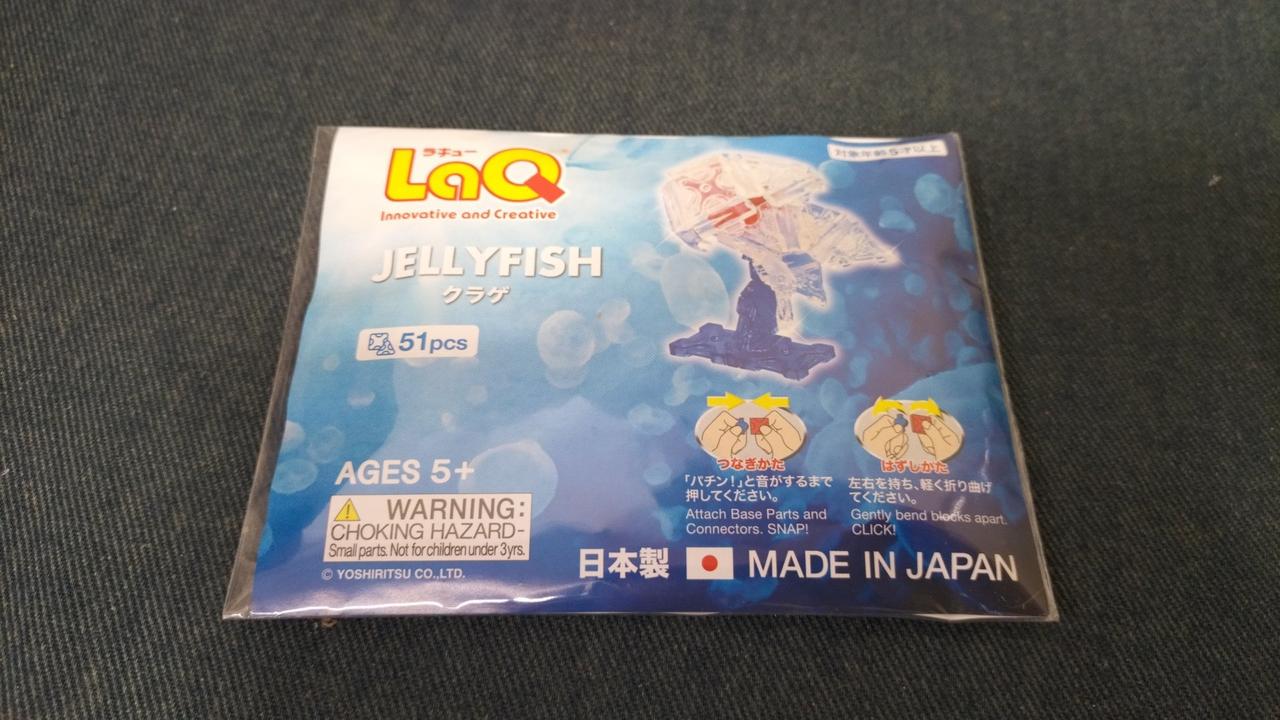 ラキュー
LaQ
Innovative and Creative
対象年齢5才以上
JELLYFISH
クラゲ
51pcs
つなぎかた
「パチン!」と音がするまで
押してください。
Attach Base Parts and
Connectors. SNAP!
はずしかた
左右を持ち、軽く折り曲げ
てください。
Gently bend blocks apart.
CLICK!
AGES 5+
WARNING:
CHOKING HAZARD-
Small parts. Not for children under 3yrs.
© YOSHIRITSU CO.,LTD.
日本製 MADE IN JAPAN